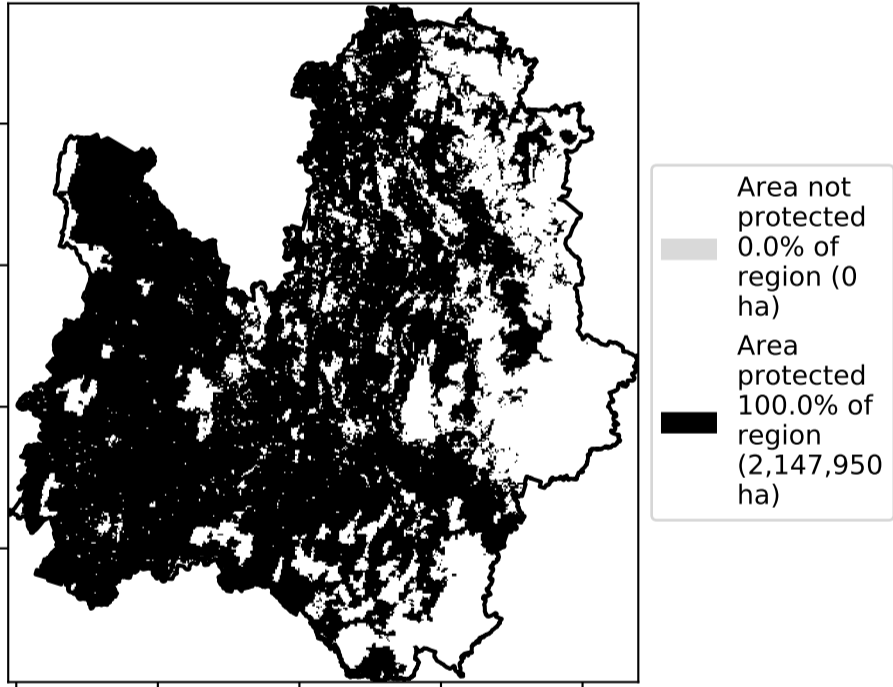 Area not
protected
0.0% of
region (0
ha)
Area
protected
100.0% of
region
(2,147,950
ha)